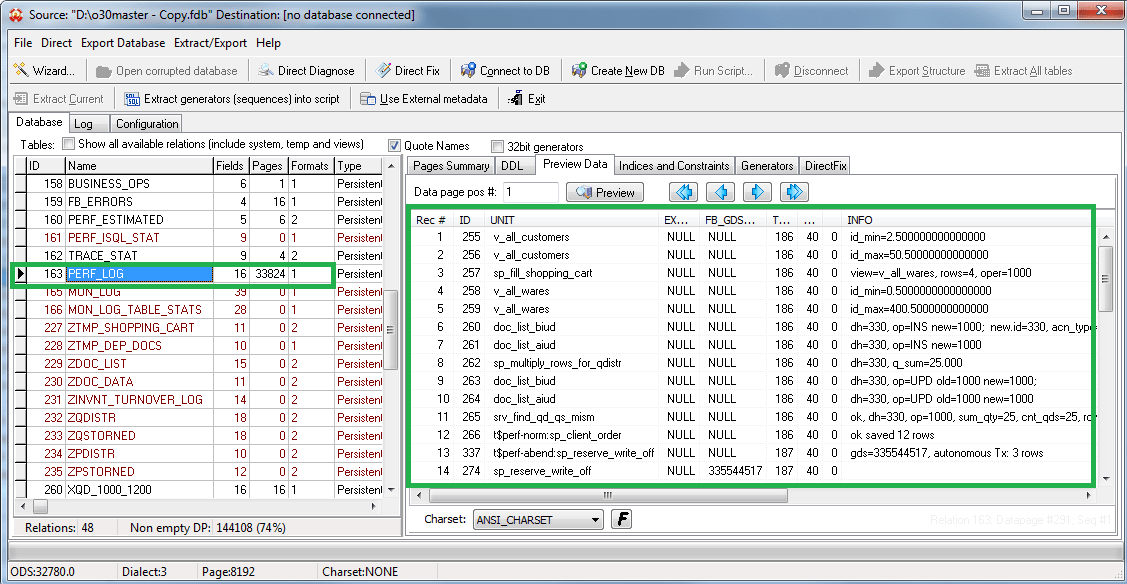 Source: "D:\o30master - Copy.fdb" Destination: [no database connected]
File Direct Export Database Extract/Export Help
Wizard... Open corrupted database Direct Diagnose Direct Fix Connect to DB Create New DB Run Script... Disconnect Export Structure Extract All tables
Extract Current Extract generators (sequences) into script Use External metadata Exit
Database Log Configuration
Tables: Show all available relations (include system, temp and views) Quote Names 32bit generators
ID Name Fields Pages Formats Type
158 BUSINESS_OPS 6 1 1 Persistent
159 FB_ERRORS 4 16 1 Persistent
160 PERF_ESTIMATED 5 6 2 Persistent
161 PERF_ISQL_STAT 9 0 1 Persistent
162 TRACE_STAT 9 4 2 Persistent
163 PERF_LOG 16 33824 1 Persistent
165 MON_LOG 39 0 1 Persistent
166 MON_LOG_TABLE_STATS 28 0 1 Persistent
227 ZTMP_SHOPPING_CART 11 0 2 Persistent
228 ZTMP_DEP_DOCS 10 0 1 Persistent
229 ZDOC_LIST 15 0 2 Persistent
230 ZDOC_DATA 11 0 2 Persistent
231 ZINVNT_TURNOVER_LOG 14 0 2 Persistent
232 ZQDISTR 18 0 2 Persistent
233 ZQSTORNED 18 0 2 Persistent
234 ZPDISTR 10 0 2 Persistent
235 ZPSTORNED 12 0 2 Persistent
260 XQD_1000_1200 16 16 1 Persistent
Relations: 48 Non empty DP: 144108 (74%)
Pages Summary DDL Preview Data Indices and Constraints Generators DirectFix
Data page pos #: 1 Preview
Rec # ID UNIT EX... FB_GDS... T... ... INFO
1 255 v_all_customers NULL NULL 186 40 0 id_min=2.500000000000000
2 256 v_all_customers NULL NULL 186 40 0 id_max=50.50000000000000
3 257 sp_fill_shopping_cart NULL NULL 186 40 0 view=v_all_wares, rows=4, oper=1000
4 258 v_all_wares NULL NULL 186 40 0 id_min=0.500000000000000
5 259 v_all_wares NULL NULL 186 40 0 id_max=400.5000000000000
6 260 doc_list_biud NULL NULL 186 40 0 dh=330, op=INS new=1000; new.id=330, acn_type
7 261 doc_list_aiud NULL NULL 186 40 0 dh=330, op=INS new=1000
8 262 sp_multiply_rows_for_qdistr NULL NULL 186 40 0 dh=330, q_sum=25.000
9 263 doc_list_biud NULL NULL 186 40 0 dh=330, op=UPD old=1000 new=1000;
10 264 doc_list_aiud NULL NULL 186 40 0 dh=330, op=UPD old=1000 new=1000
11 265 srv_find_qd_qs_mism NULL NULL 186 40 0 ok, dh=330, op=1000, sum_qty=25, cnt_qds=25,
12 266 t$perf-norm:sp_client_order NULL NULL 186 40 0 ok saved 12 rows
13 337 t$perf-abend:sp_reserve_write_off NULL NULL 187 40 0 gds=335544517, autonomous Tx: 3 rows
14 274 sp_reserve_write_off NULL 335544517 187 40 0
Charset: ANSI_CHARSET F Relation 163: Datapage #291, Seq #1
ODS:32780.0 Dialect:3 Page:8192 Charset:NONE